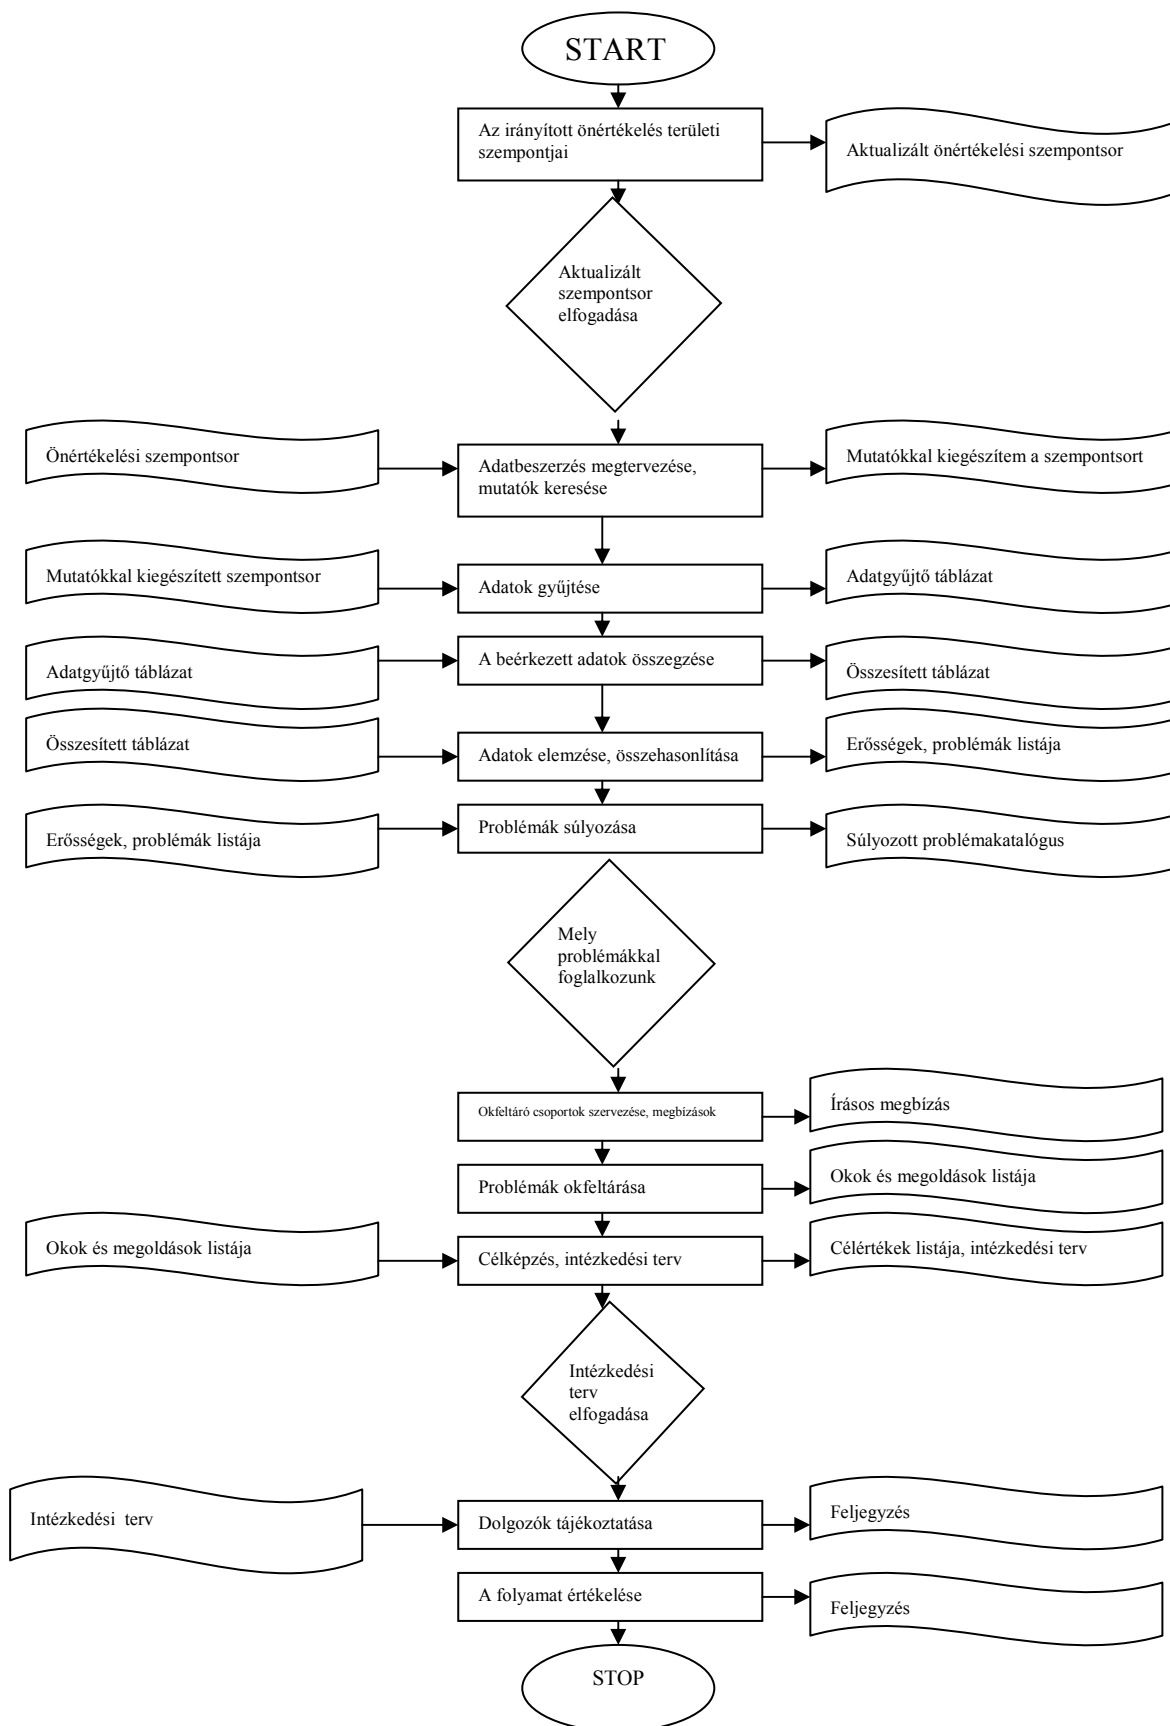 START
Az irányított önértékelés területi
szempontjai
Aktualizált önértékelési szempontsor
Aktualizált
szempontsor
elfogadása
Önértékelési szempontsor
Adatbeszerzés megtervezése,
mutatók keresése
Mutatókkal kiegészítem a szempontsort
Mutatókkal kiegészített szempontsor
Adatok gyűjtése
Adatgyűjtő táblázat
Adatgyűjtő táblázat
A beérkezett adatok összegzése
Összesített táblázat
Összesített táblázat
Adatok elemzése, összehasonlítása
Erősségek, problémák listája
Erősségek, problémák listája
Problémák súlyozása
Súlyozott problémakatalógus
Mely
problémákkal
foglalkozunk
Okfeltáró csoportok szervezése, megbízások
Írásos megbízás
Problémák okfeltárása
Okok és megoldások listája
Okok és megoldások listája
Célképzés, intézkedési terv
Célértékek listája, intézkedési terv
Intézkedési
terv
elfogadása
Intézkedési  terv
Dolgozók tájékoztatása
Feljegyzés
A folyamat értékelése
Feljegyzés
STOP